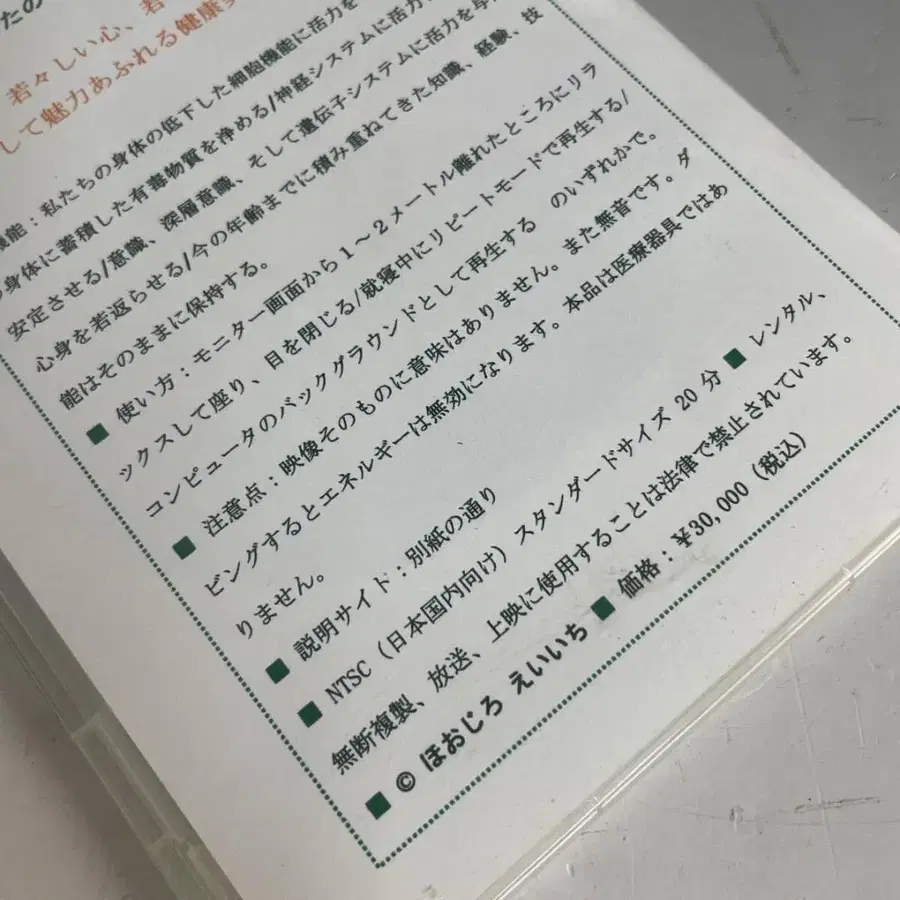 たの
若々しい心、若
して魅力あふれる健康
機能：私たちの身体の低下した細胞機能に活力を
の身体に蓄積した有毒物質を浄める/神経システムに活力
安定させる/意識、深層意識、そして遺伝子システムに活力を与
心身を若返らせる/今の年齢までに積み重ねてきた知識、経験、技
能はそのままに保持する。
■ 使い方：モニター画面から1～2メートル離れたところにリラ
ックスして座り、目を閉じる/就寝中にリピートモードで再生する/
コンピュータのバックグラウンドとして再生する のいずれかで。
■ 注意点：映像そのものに意味はありません。また無音です。ダ
ビングするとエネルギーは無効になります。本品は医療器具ではあ
りません。
■ 説明サイド：別紙の通り
■ NTSC（日本国内向け）スタンダードサイズ 20 分 ■ レンタル、
無断複製、放送、上映に使用することは法律で禁止されています。
■ © ほおじろ えいいち ■ 価格：¥30,000（税込）